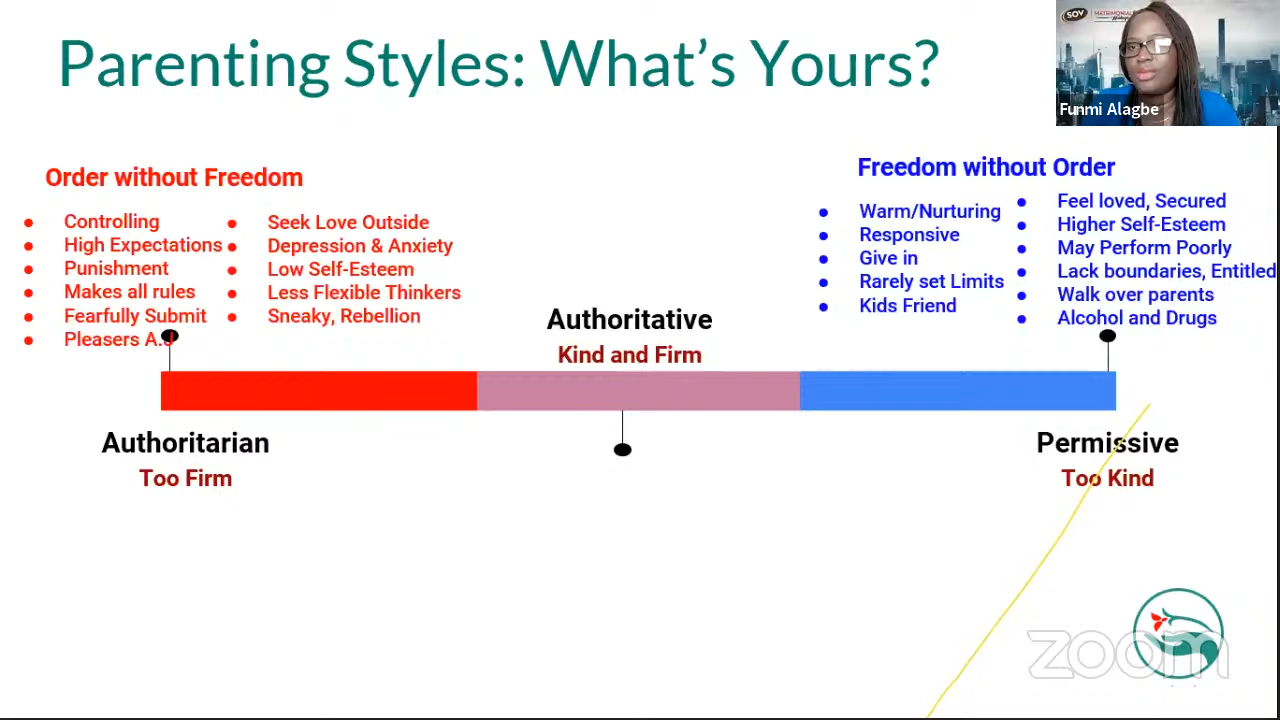 Parenting Styles: What's Yours?
SOV
Funmi Alagbe
Order without Freedom
Controlling
High Expectations
Punishment
Makes all rules
Fearfully Submit
Pleasers A.J
Seek Love Outside
Depression & Anxiety
Low Self-Esteem
Less Flexible Thinkers
Sneaky, Rebellion
Authoritative
Kind and Firm
Freedom without Order
Warm/Nurturing
Responsive
Give in
Rarely set Limits
Kids Friend
Feel loved, Secured
Higher Self-Esteem
May Perform Poorly
Lack boundaries, Entitled
Walk over parents
Alcohol and Drugs
Authoritarian
Too Firm
Permissive
Too Kind
zoom